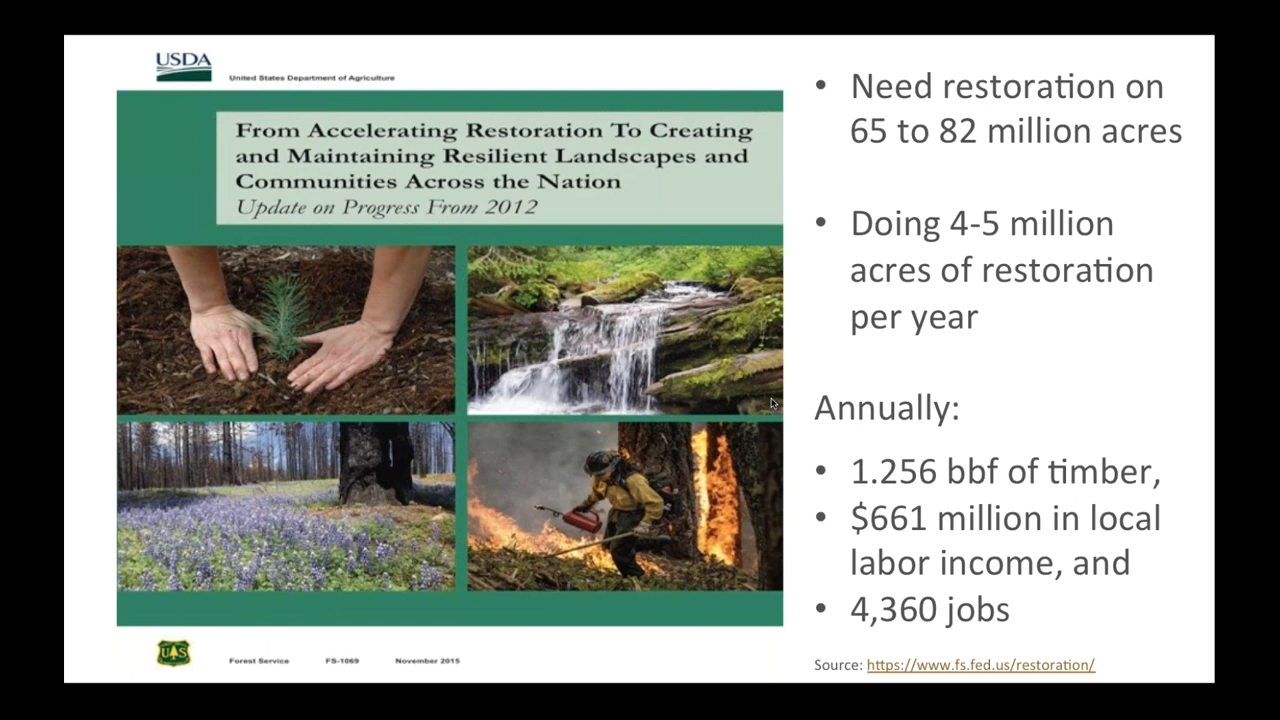 USDA
United States Department of Agriculture
From Accelerating Restoration To Creating
and Maintaining Resilient Landscapes and
Communities Across the Nation
Update on Progress From 2012
UAS
Forest Service FS-1069 November 2015
• Need restoration on
65 to 82 million acres
• Doing 4-5 million
acres of restoration
per year
Annually:
• 1.256 bbf of timber,
• $661 million in local
labor income, and
• 4,360 jobs
Source: https://www.fs.fed.us/restoration/